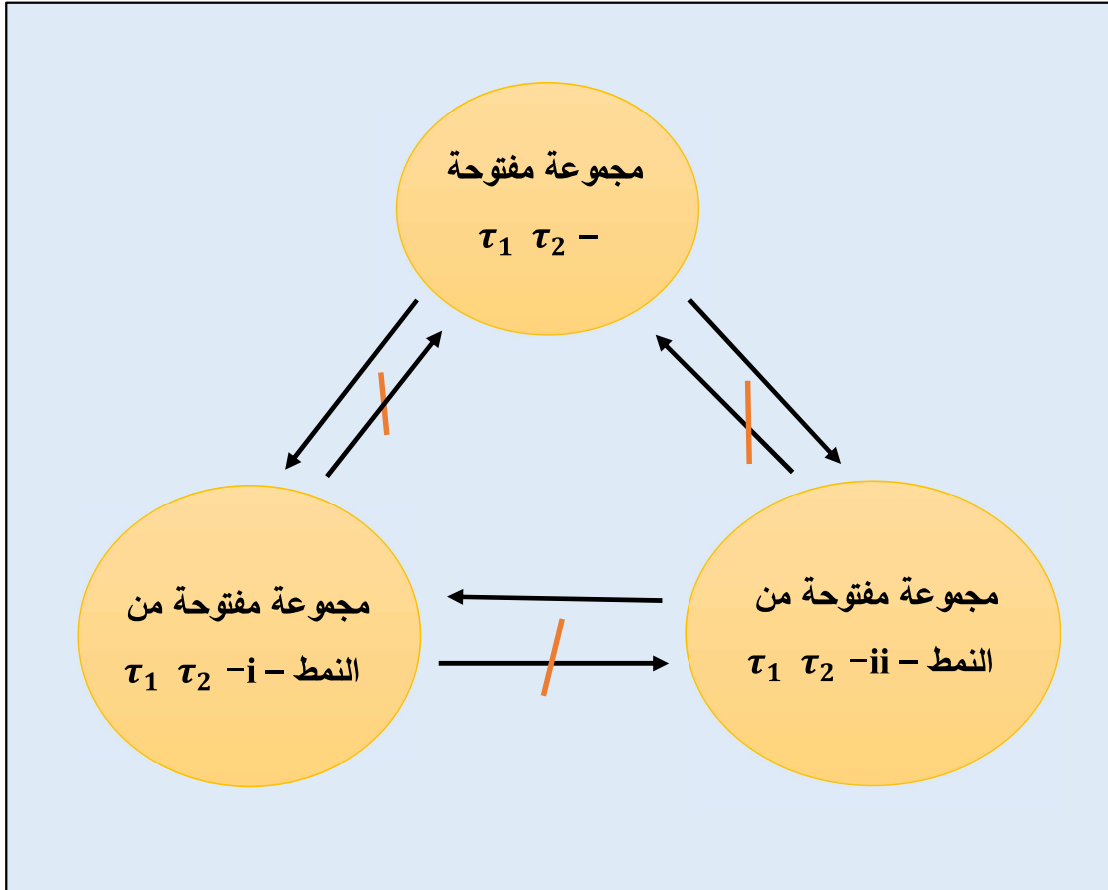 مجموعة مفتوحة
τ₁ τ₂ –
مجموعة مفتوحة من
النمط – i– τ₁ τ₂
مجموعة مفتوحة من
النمط – ii– τ₁ τ₂